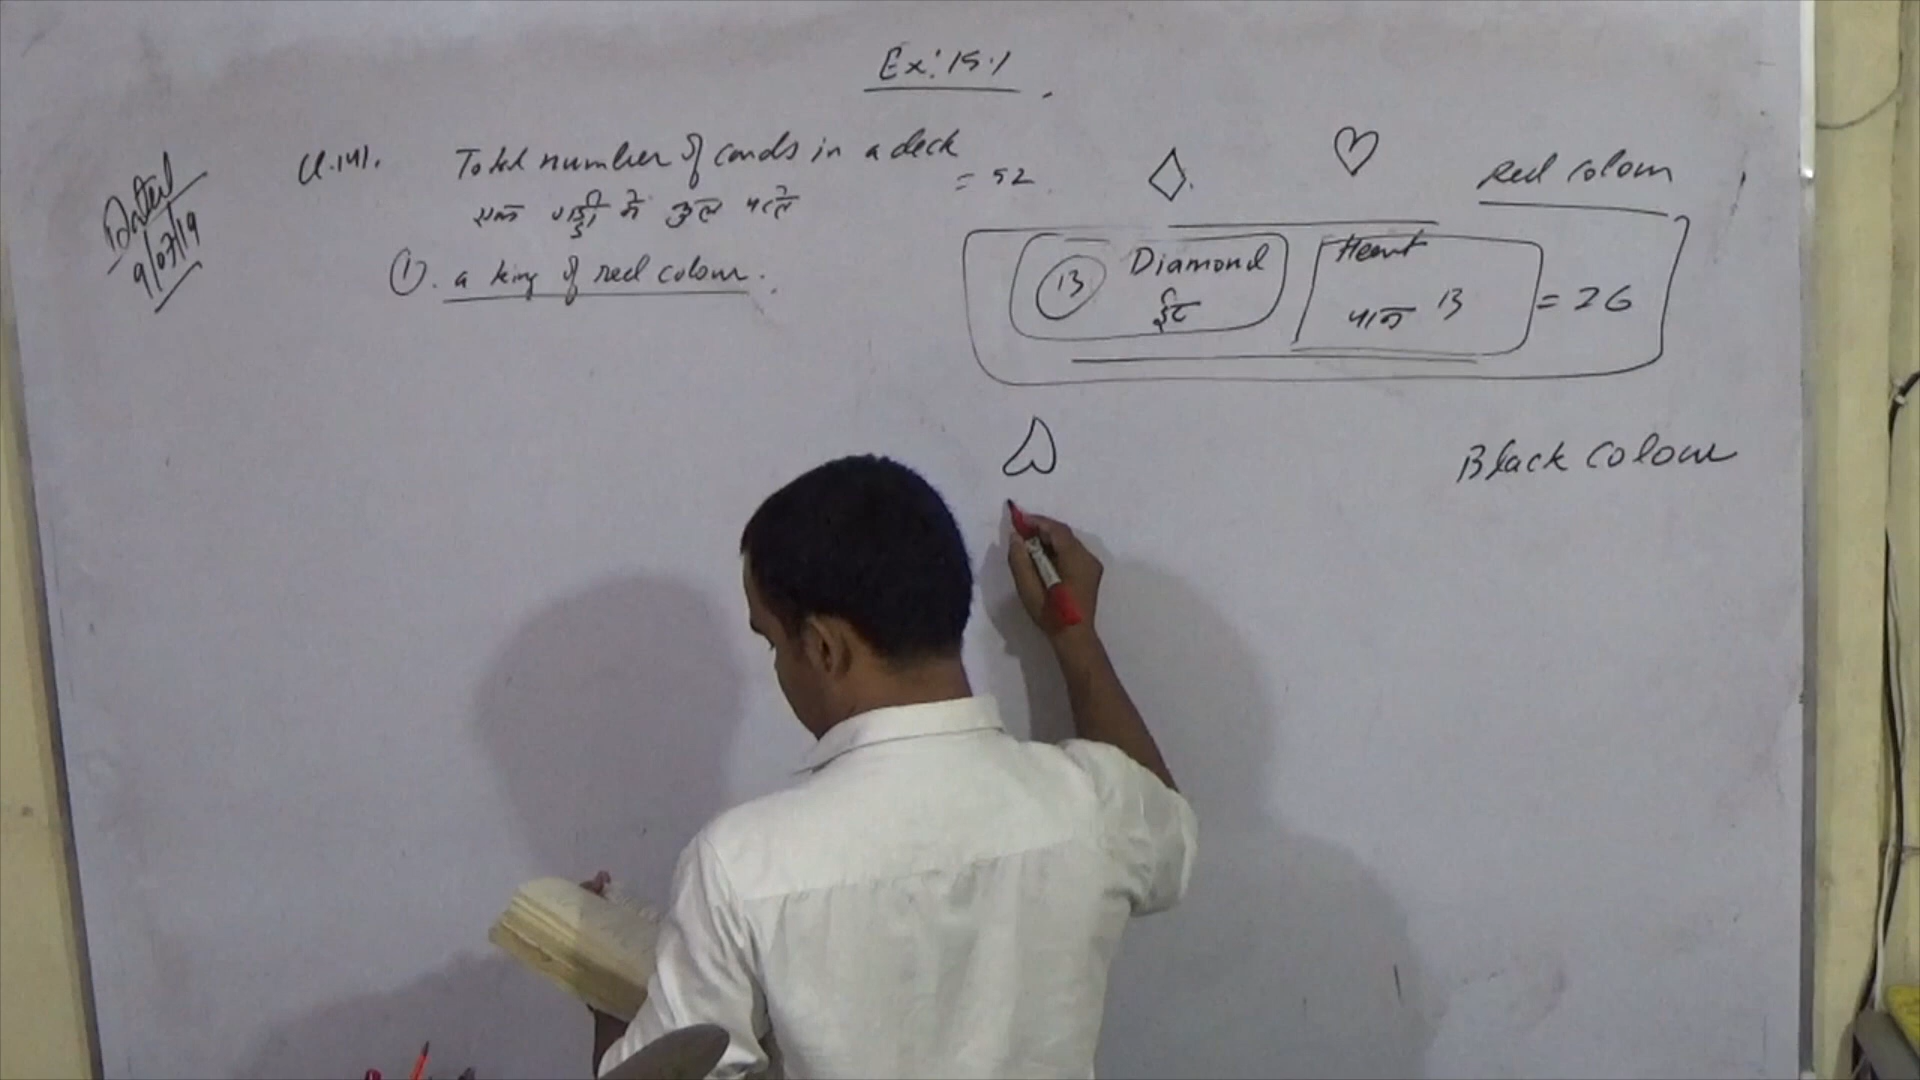 Ex: 15.1
Dated
9/07/19
Q.14).
Total number of cards in a deck
= 52
एक गड्डी में कुल पत्ते
(1). a king of red colour.
Red colour
13 Diamond
ईंट
Heart
पान 13
= 26
Black colour